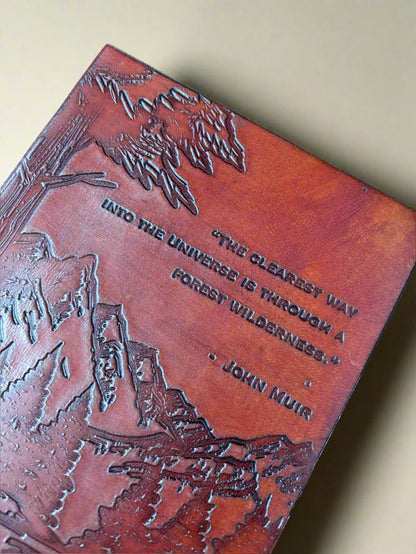 “THE CLEAREST WAY
INTO THE UNIVERSE IS THROUGH A
FOREST WILDERNESS.”
- JOHN MUIR